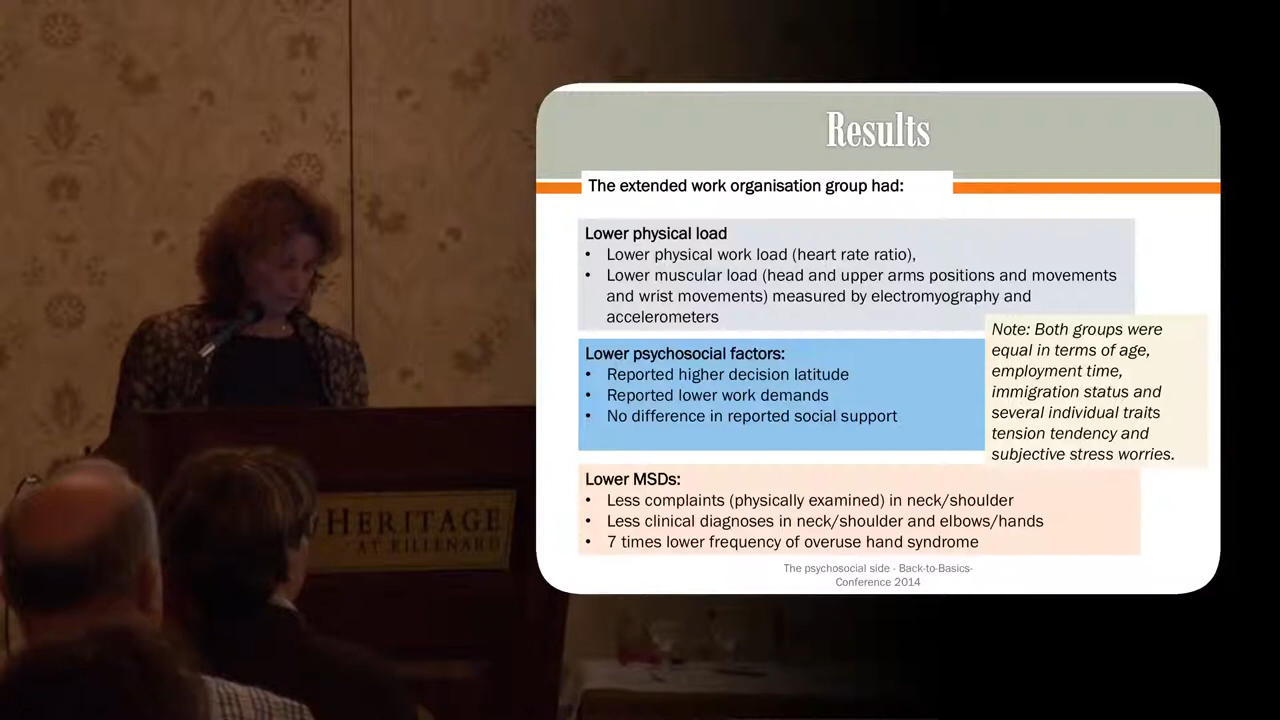 Results
The extended work organisation group had:
Lower physical load
• Lower physical work load (heart rate ratio),
• Lower muscular load (head and upper arms positions and movements
and wrist movements) measured by electromyography and
accelerometers
Note: Both groups were
equal in terms of age,
employment time,
immigration status and
several individual traits
tension tendency and
subjective stress worries.
Lower psychosocial factors:
• Reported higher decision latitude
• Reported lower work demands
• No difference in reported social support
Lower MSDs:
• Less complaints (physically examined) in neck/shoulder
• Less clinical diagnoses in neck/shoulder and elbows/hands
• 7 times lower frequency of overuse hand syndrome
The psychosocial side - Back-to-Basics-
Conference 2014
HERITAGE
AT KILLENARD